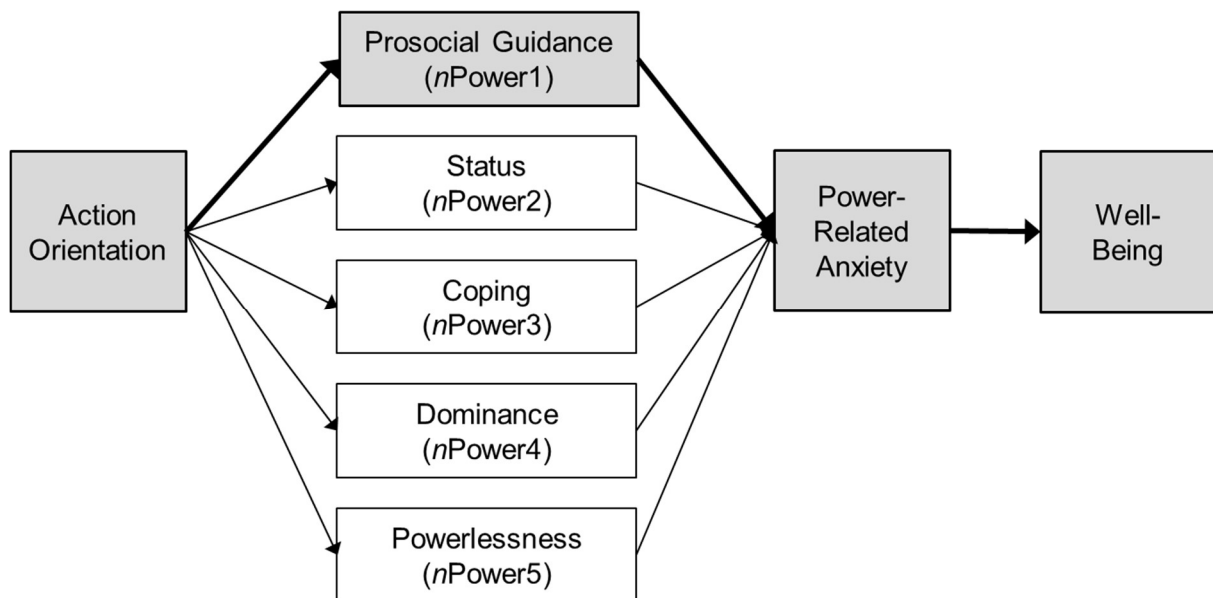 Prosocial Guidance
(nPower1)
Status
(nPower2)
Action
Orientation
Coping
(nPower3)
Dominance
(nPower4)
Powerlessness
(nPower5)
Power-
Related
Anxiety
Well-
Being